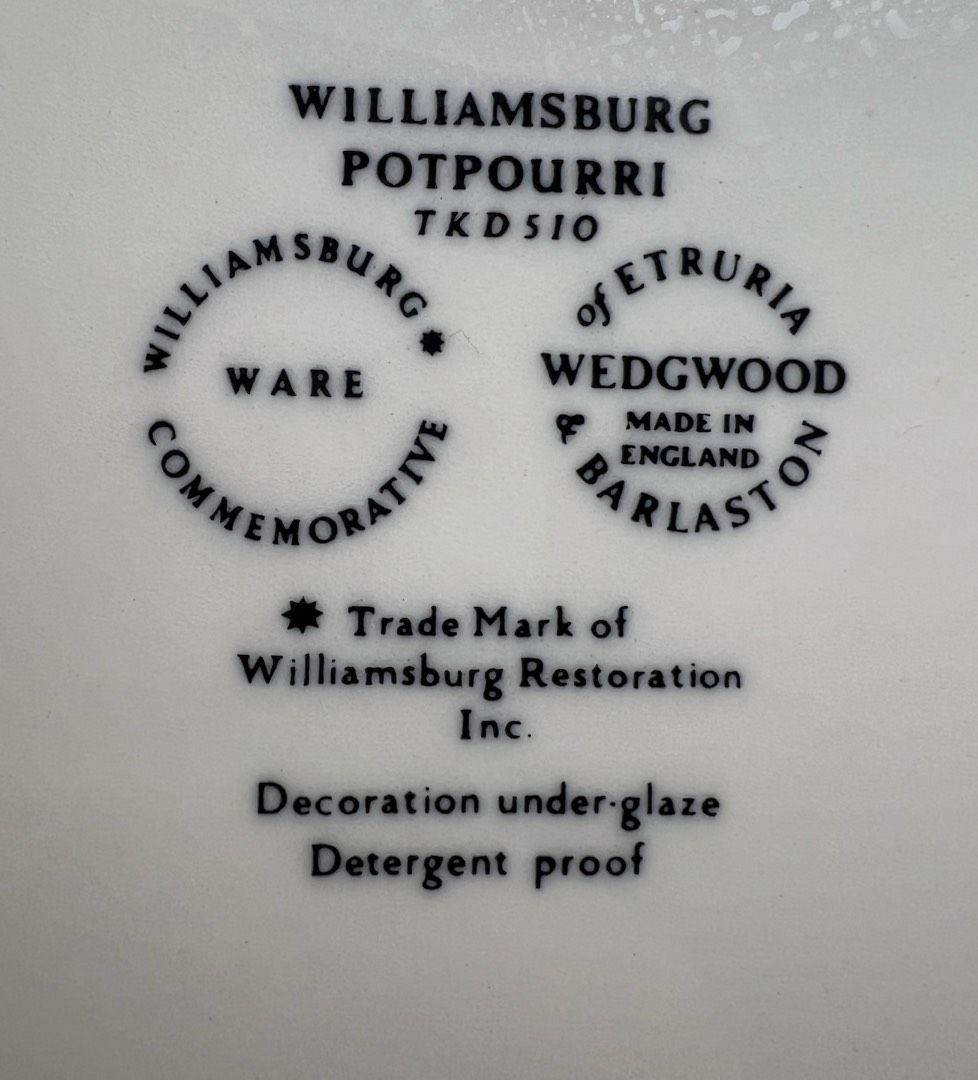 WILLIAMSBURG
POTPOURRI
TKD510
WILLIAMSBURG
WARE
COMMEMORATIVE
of ETRURIA
WEDGWOOD
MADE IN
ENGLAND
& BARLASTON
Trade Mark of
Williamsburg Restoration
Inc.
Decoration under-glaze
Detergent proof